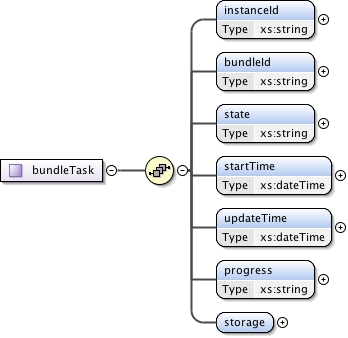 instanceId
Type xs:string
bundleId
Type xs:string
state
Type xs:string
bundleTask
startTime
Type xs:dateTime
updateTime
Type xs:dateTime
progress
Type xs:string
storage